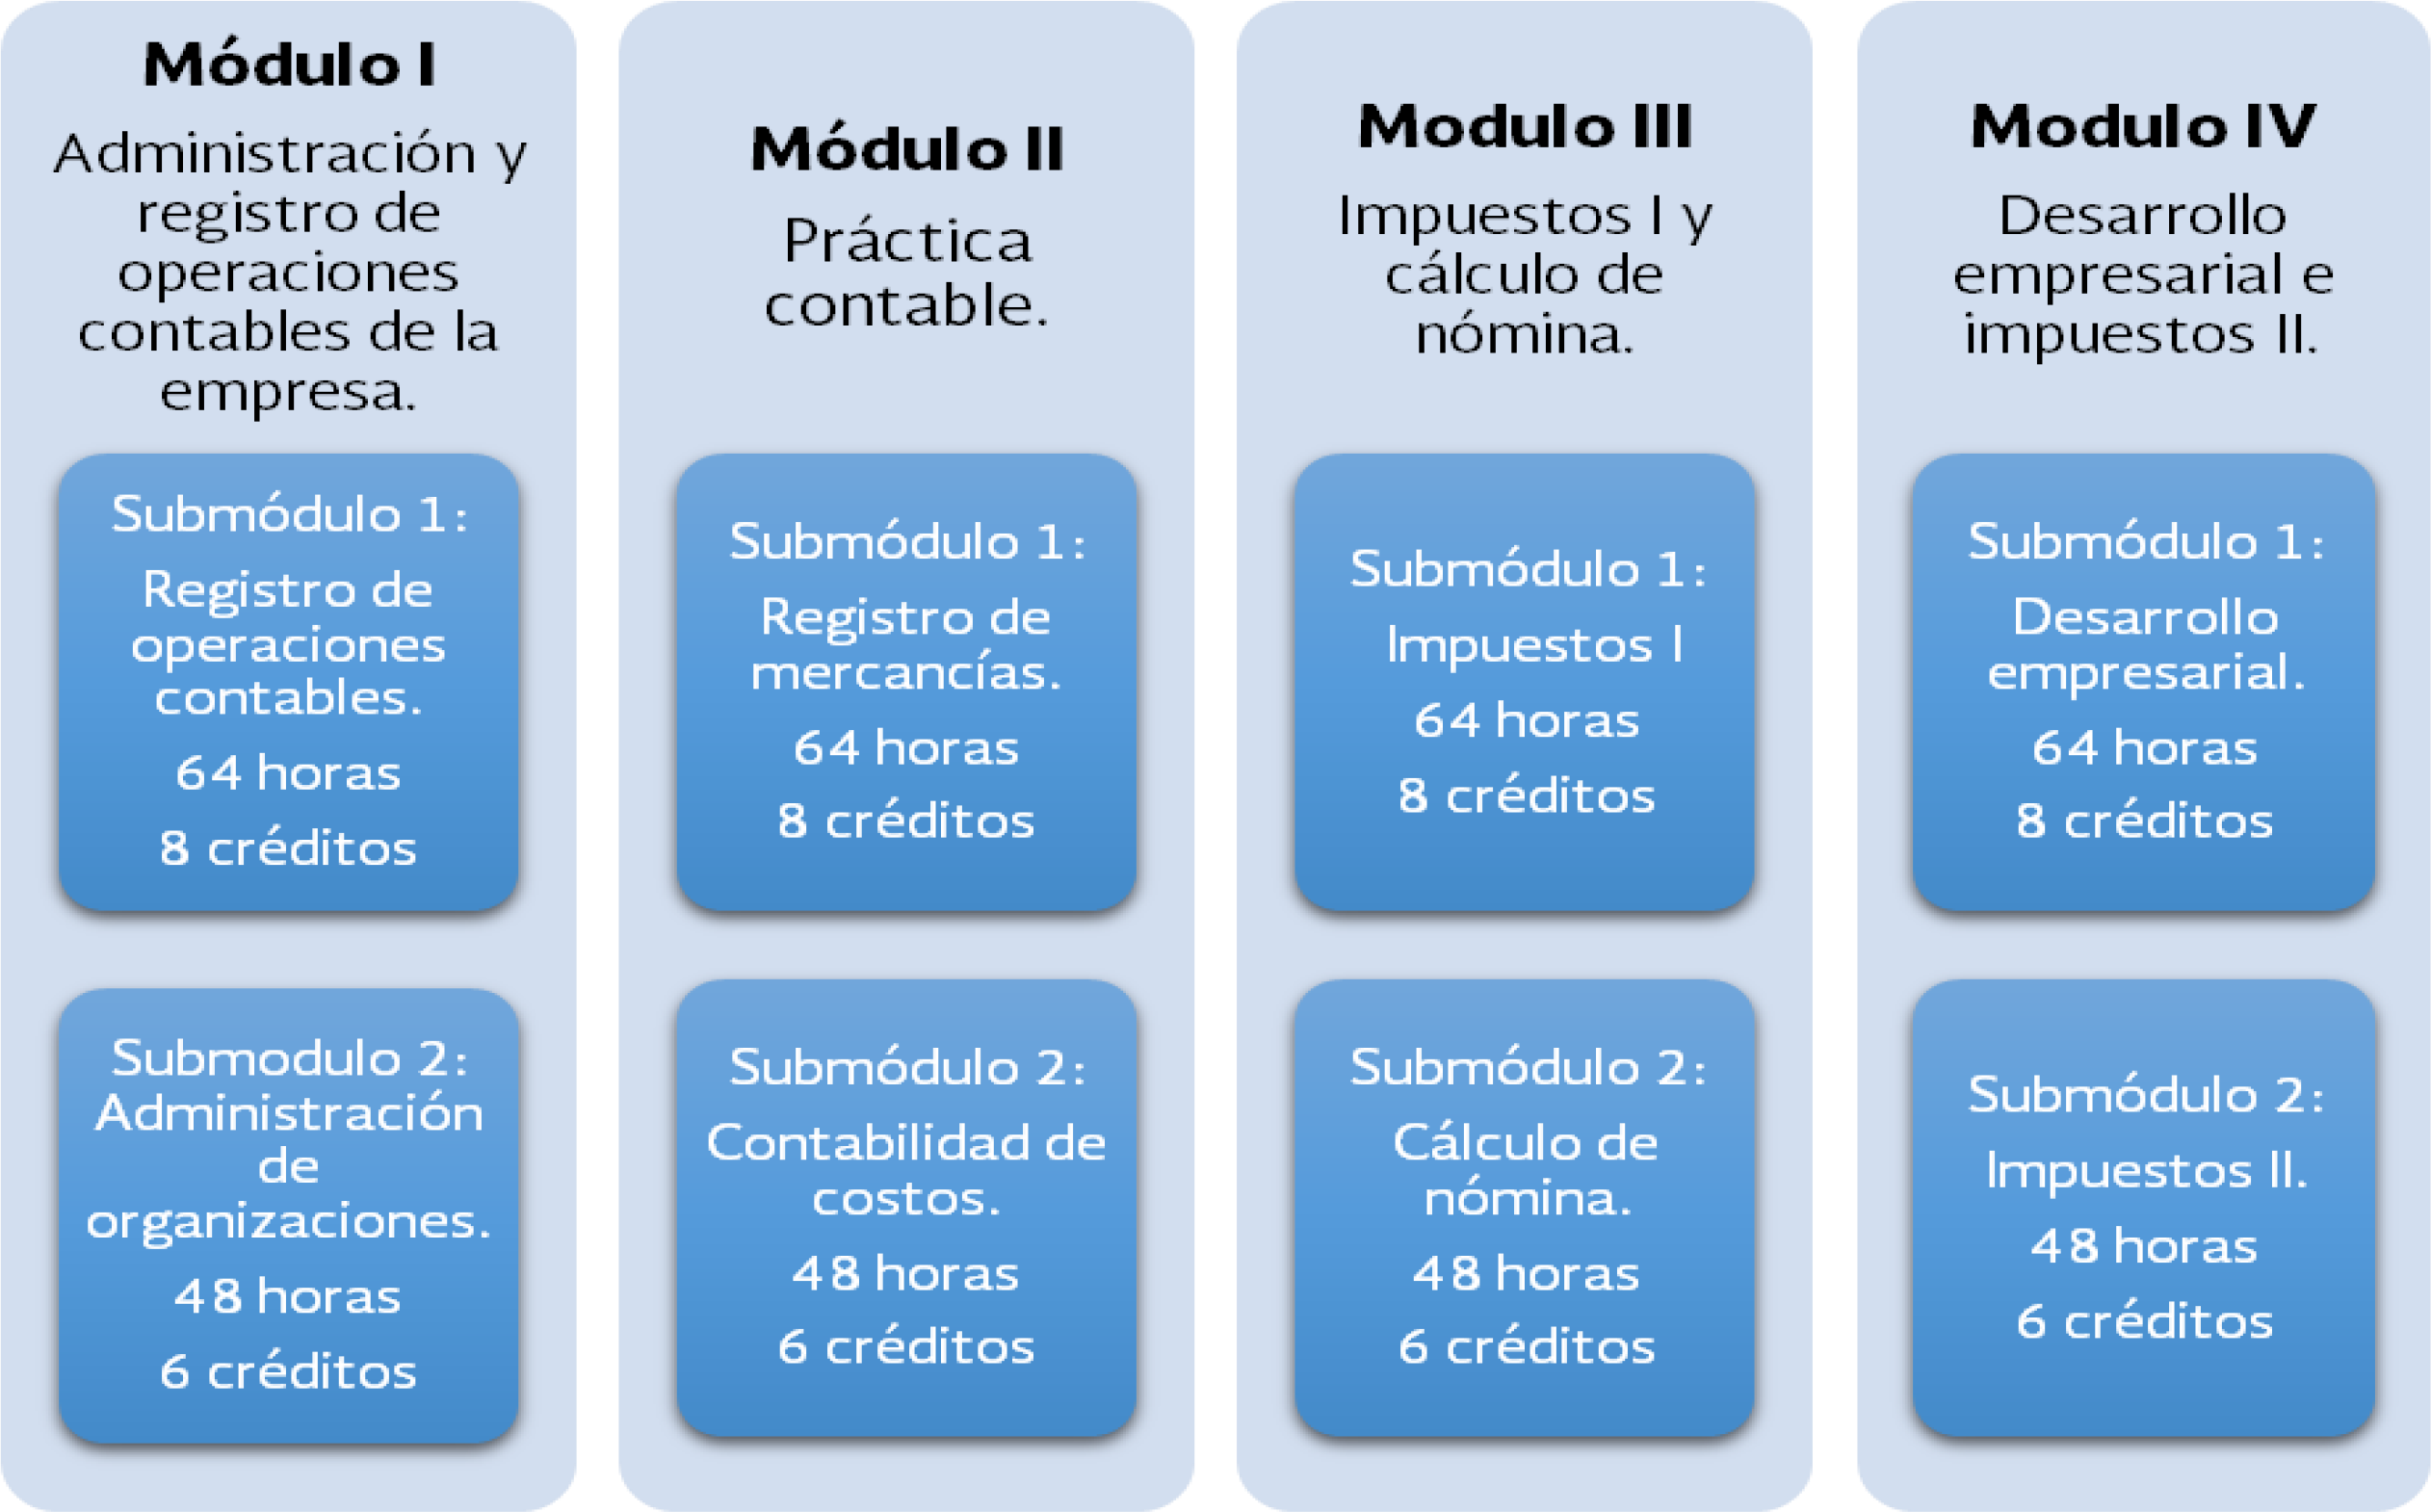 Módulo I
Administración y
registro de
operaciones
contables de la
empresa.
Submódulo 1:
Registro de
operaciones
contables.
64 horas
8 créditos
Submodulo 2:
Administración
de
organizaciones.
48 horas
6 créditos
Módulo II
Práctica
contable.
Submódulo 1:
Registro de
mercancías.
64 horas
8 créditos
Submódulo 2:
Contabilidad de
costos.
48 horas
6 créditos
Modulo III
Impuestos I y
cálculo de
nómina.
Submódulo 1:
Impuestos I
64 horas
8 créditos
Submódulo 2:
Cálculo de
nómina.
48 horas
6 créditos
Modulo IV
Desarrollo
empresarial e
impuestos II.
Submódulo 1:
Desarrollo
empresarial.
64 horas
8 créditos
Submódulo 2:
Impuestos II.
48 horas
6 créditos